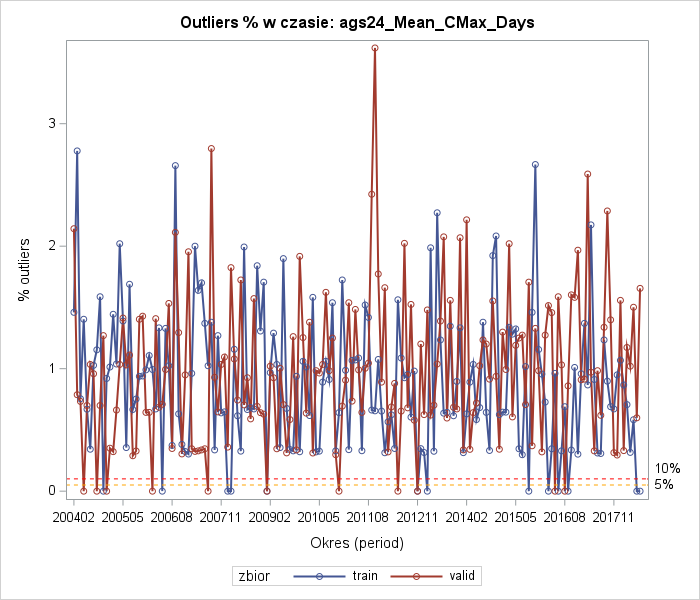 Outliers % w czasie: ags24_Mean_CMax_Days
% outliers
3
2
1
0
10%
5%
200402 200505 200608 200711 200902 201005 201108 201211 201402 201505 201608 201711
Okres (period)
zbior train valid